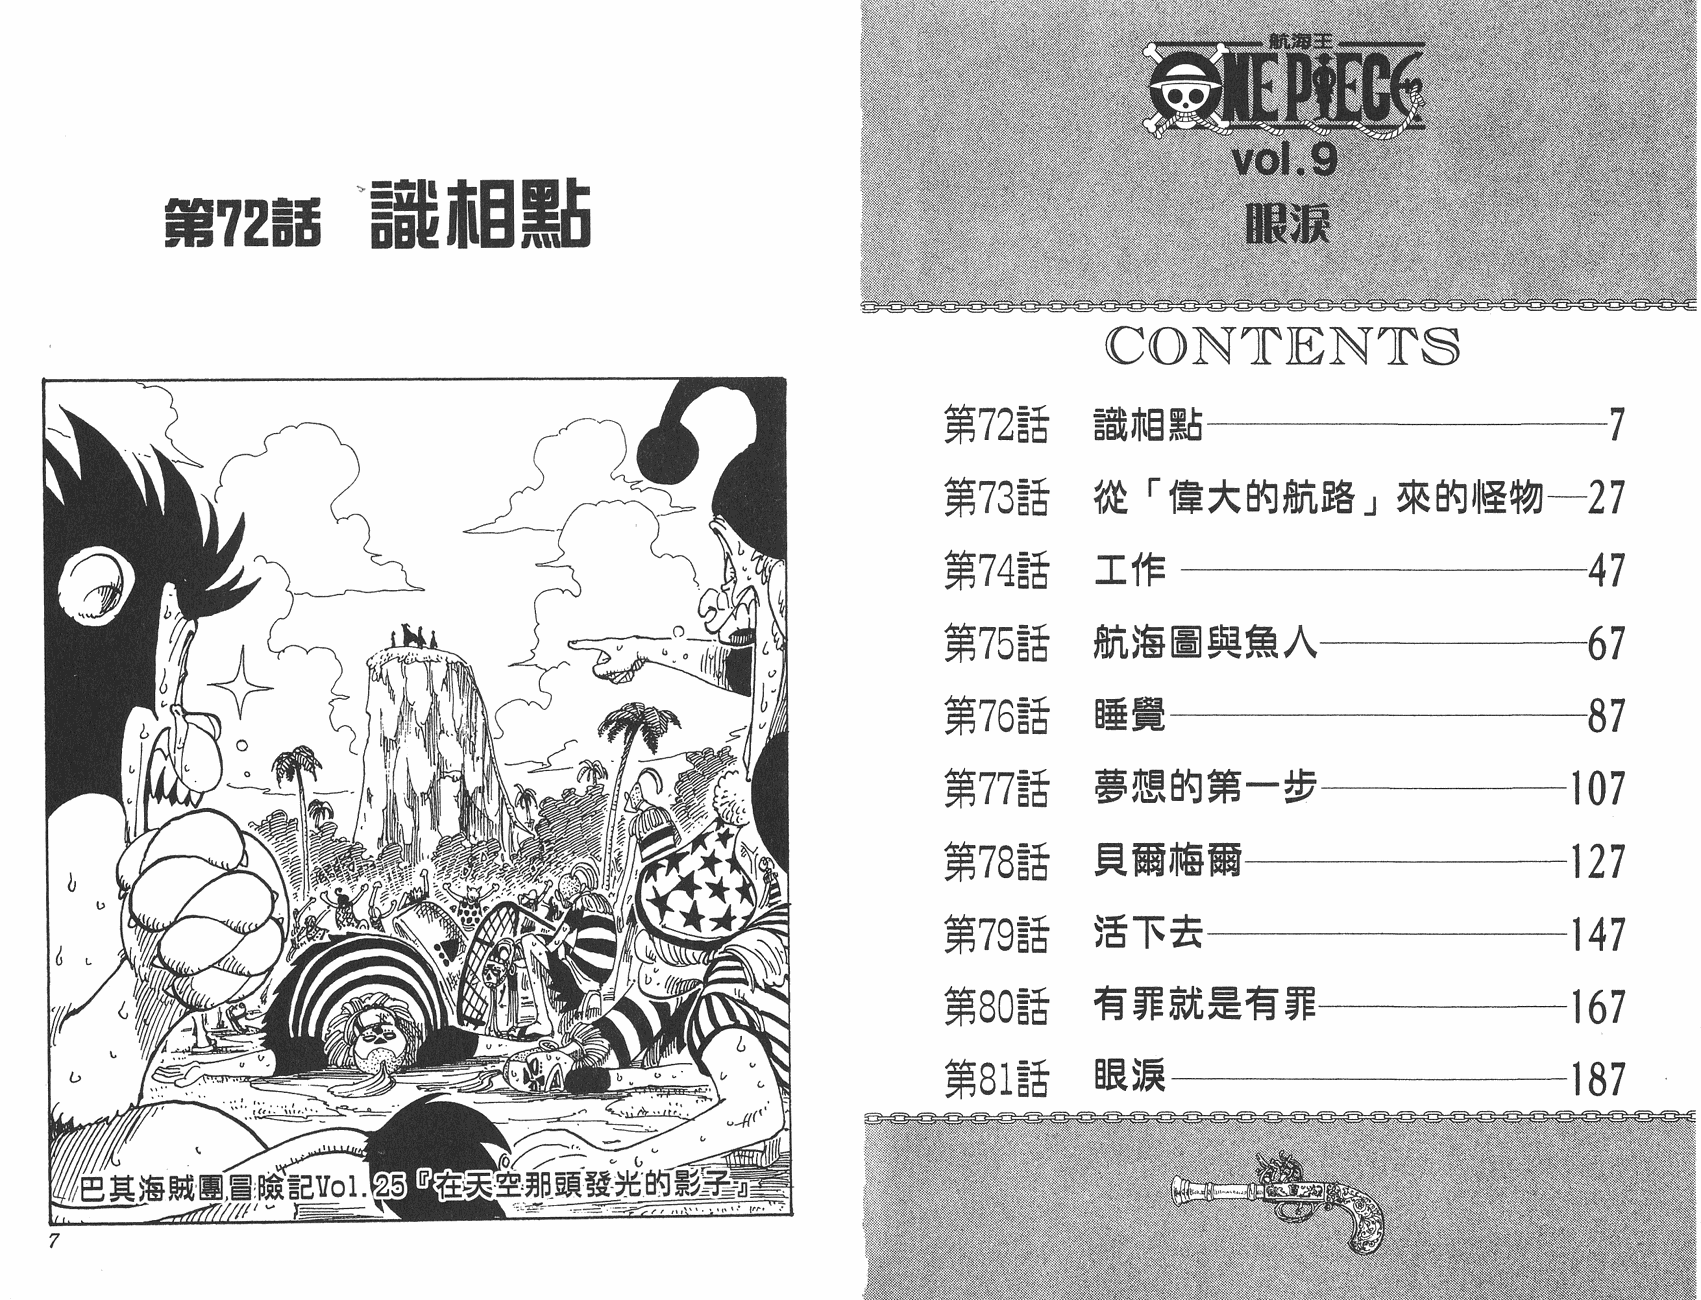 航海王
ONE PIECE
vol.9
眼淚
CONTENTS
第72話 識相點 7
第73話 從「偉大的航路」來的怪物 27
第74話 工作 47
第75話 航海圖與魚人 67
第76話 睡覺 87
第77話 夢想的第一步 107
第78話 貝爾梅爾 127
第79話 活下去 147
第80話 有罪就是有罪 167
第81話 眼淚 187
第72話 識相點
巴其海賊團冒險記Vol.25『在天空那頭發光的影子』
7